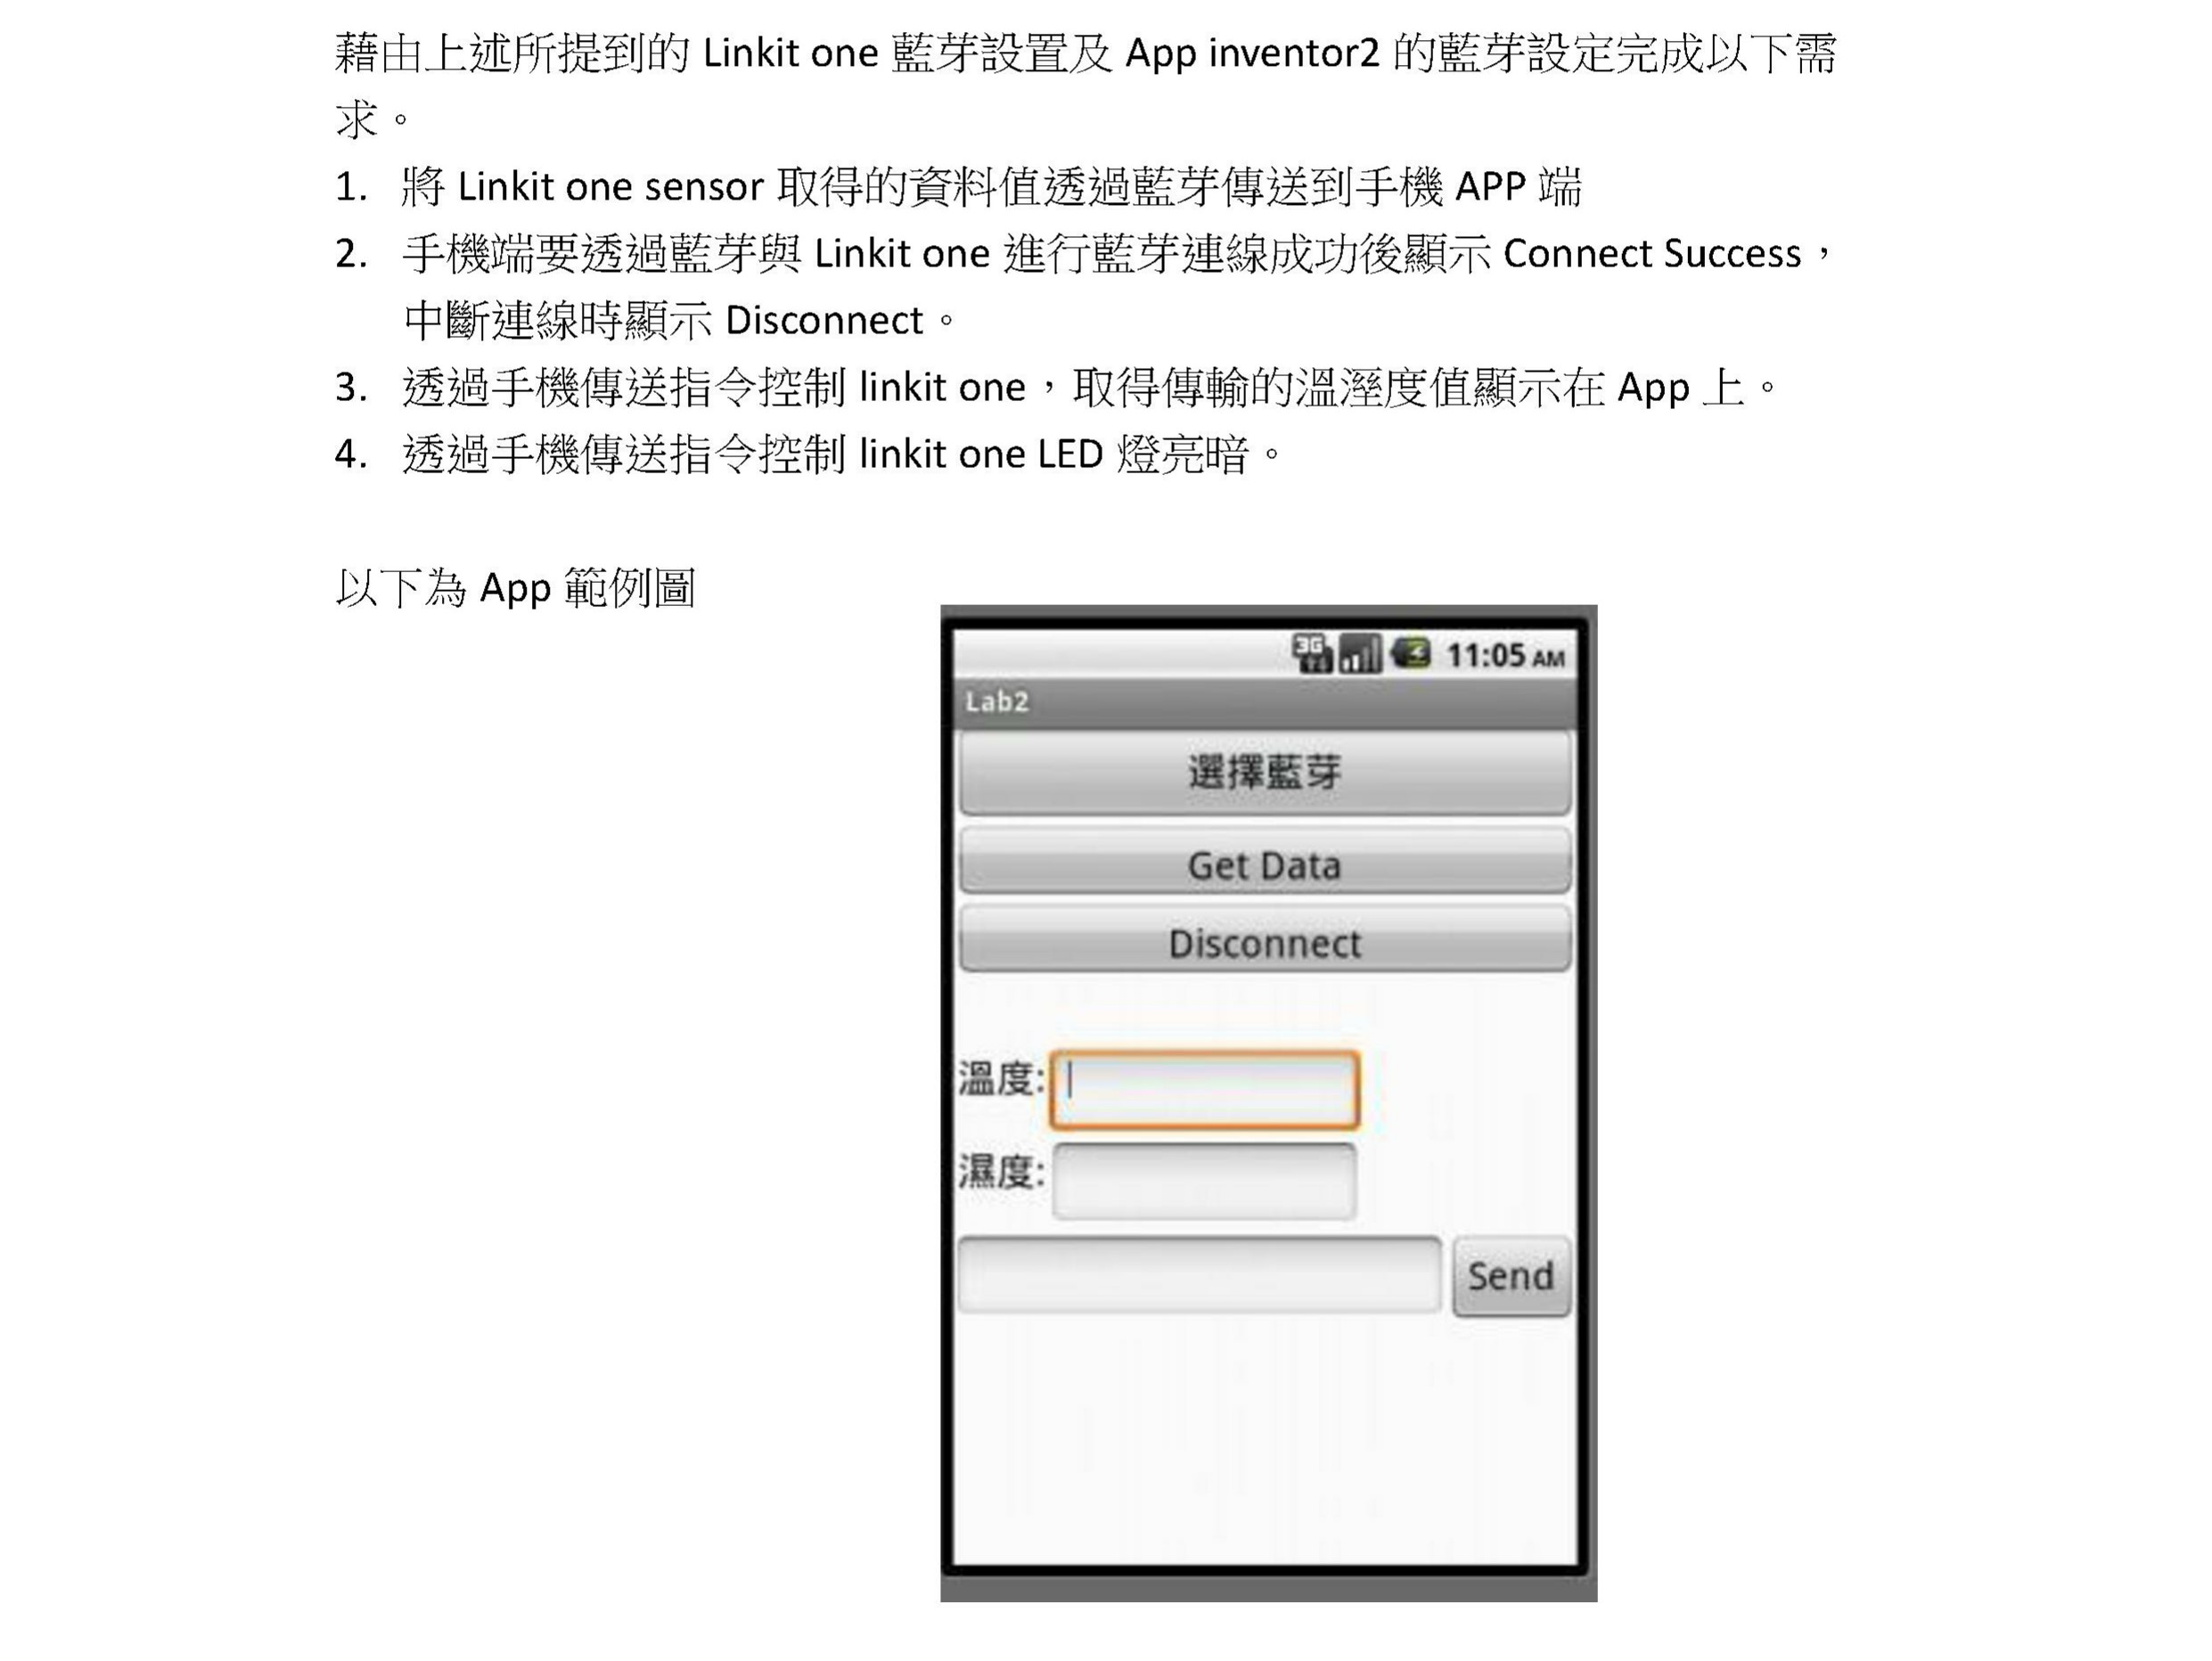 藉由上述所提到的 Linkit one 藍芽設置及 App inventor2 的藍芽設定完成以下需
求。
1. 將 Linkit one sensor 取得的資料值透過藍芽傳送到手機 APP 端
2. 手機端要透過藍芽與 Linkit one 進行藍芽連線成功後顯示 Connect Success，
中斷連線時顯示 Disconnect。
3. 透過手機傳送指令控制 linkit one，取得傳輸的溫溼度值顯示在 App 上。
4. 透過手機傳送指令控制 linkit one LED 燈亮暗。
以下為 App 範例圖
3G 11:05 AM
Lab2
選擇藍芽
Get Data
Disconnect
溫度:
濕度:
Send